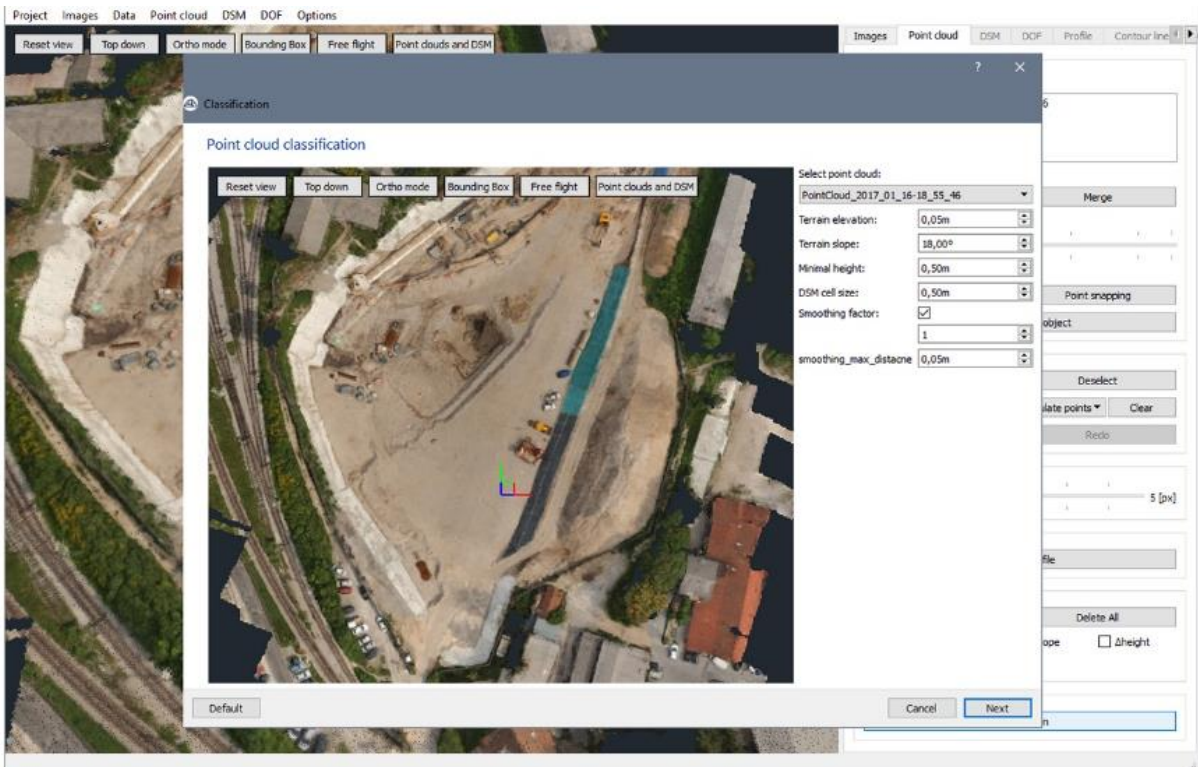 Project Images Data Point cloud DSM DOF Options
Reset view Top down Ortho mode Bounding Box Free flight Point clouds and DSM
Images Point cloud DSM DOF Profile Contour line
?
Classification
6
Point cloud classification
Reset view Top down Ortho mode Bounding Box Free flight Point clouds and DSM
Select point cloud:
PointCloud_2017_01_16-18_55_46
Merge
Terrain elevation: 0,05m
Terrain slope: 18,00º
Minimal height: 0,50m
DSM cell size: 0,50m
Point snapping
Smoothing factor:
object
1
smoothing_max_distacne 0,05m
Deselect
ulate points Clear
Redo
5 [px]
file
Delete All
ope Δheight
Default Cancel Next
n